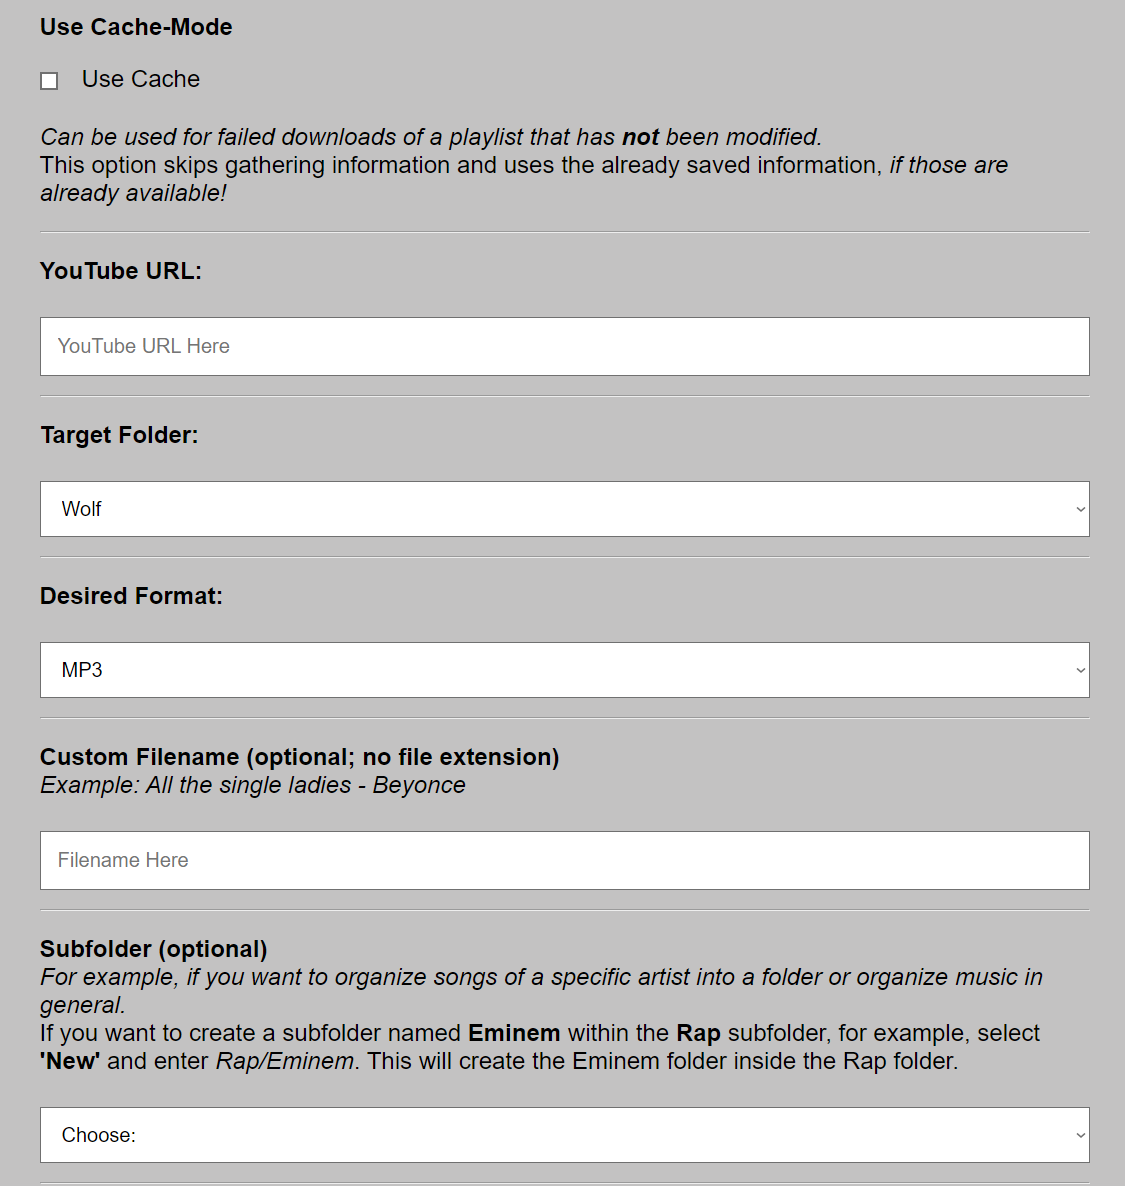 Use Cache-Mode
Use Cache
Can be used for failed downloads of a playlist that has not been modified.
This option skips gathering information and uses the already saved information, if those are
already available!
YouTube URL:
YouTube URL Here
Target Folder:
Wolf
Desired Format:
MP3
Custom Filename (optional; no file extension)
Example: All the single ladies - Beyonce
Filename Here
Subfolder (optional)
For example, if you want to organize songs of a specific artist into a folder or organize music in
general.
If you want to create a subfolder named Eminem within the Rap subfolder, for example, select
'New' and enter Rap/Eminem. This will create the Eminem folder inside the Rap folder.
Choose: